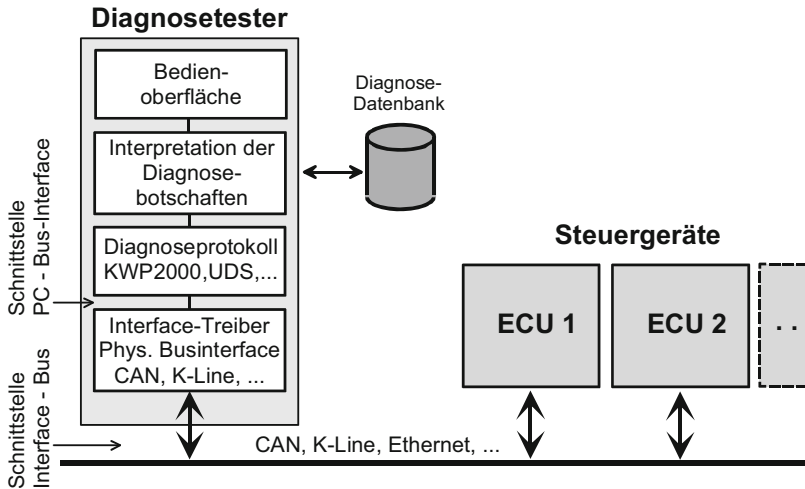 Diagnosetester
Bedien-
oberfläche
Interpretation der
Diagnose-
botschaften
Diagnoseprotokoll
KWP2000,UDS,...
Interface-Treiber
Phys. Businterface
CAN, K-Line, ...
Diagnose-
Datenbank
Schnittstelle
PC - Bus-Interface
Schnittstelle
Interface - Bus
Steuergeräte
ECU 1
ECU 2
. .
CAN, K-Line, Ethernet, ...